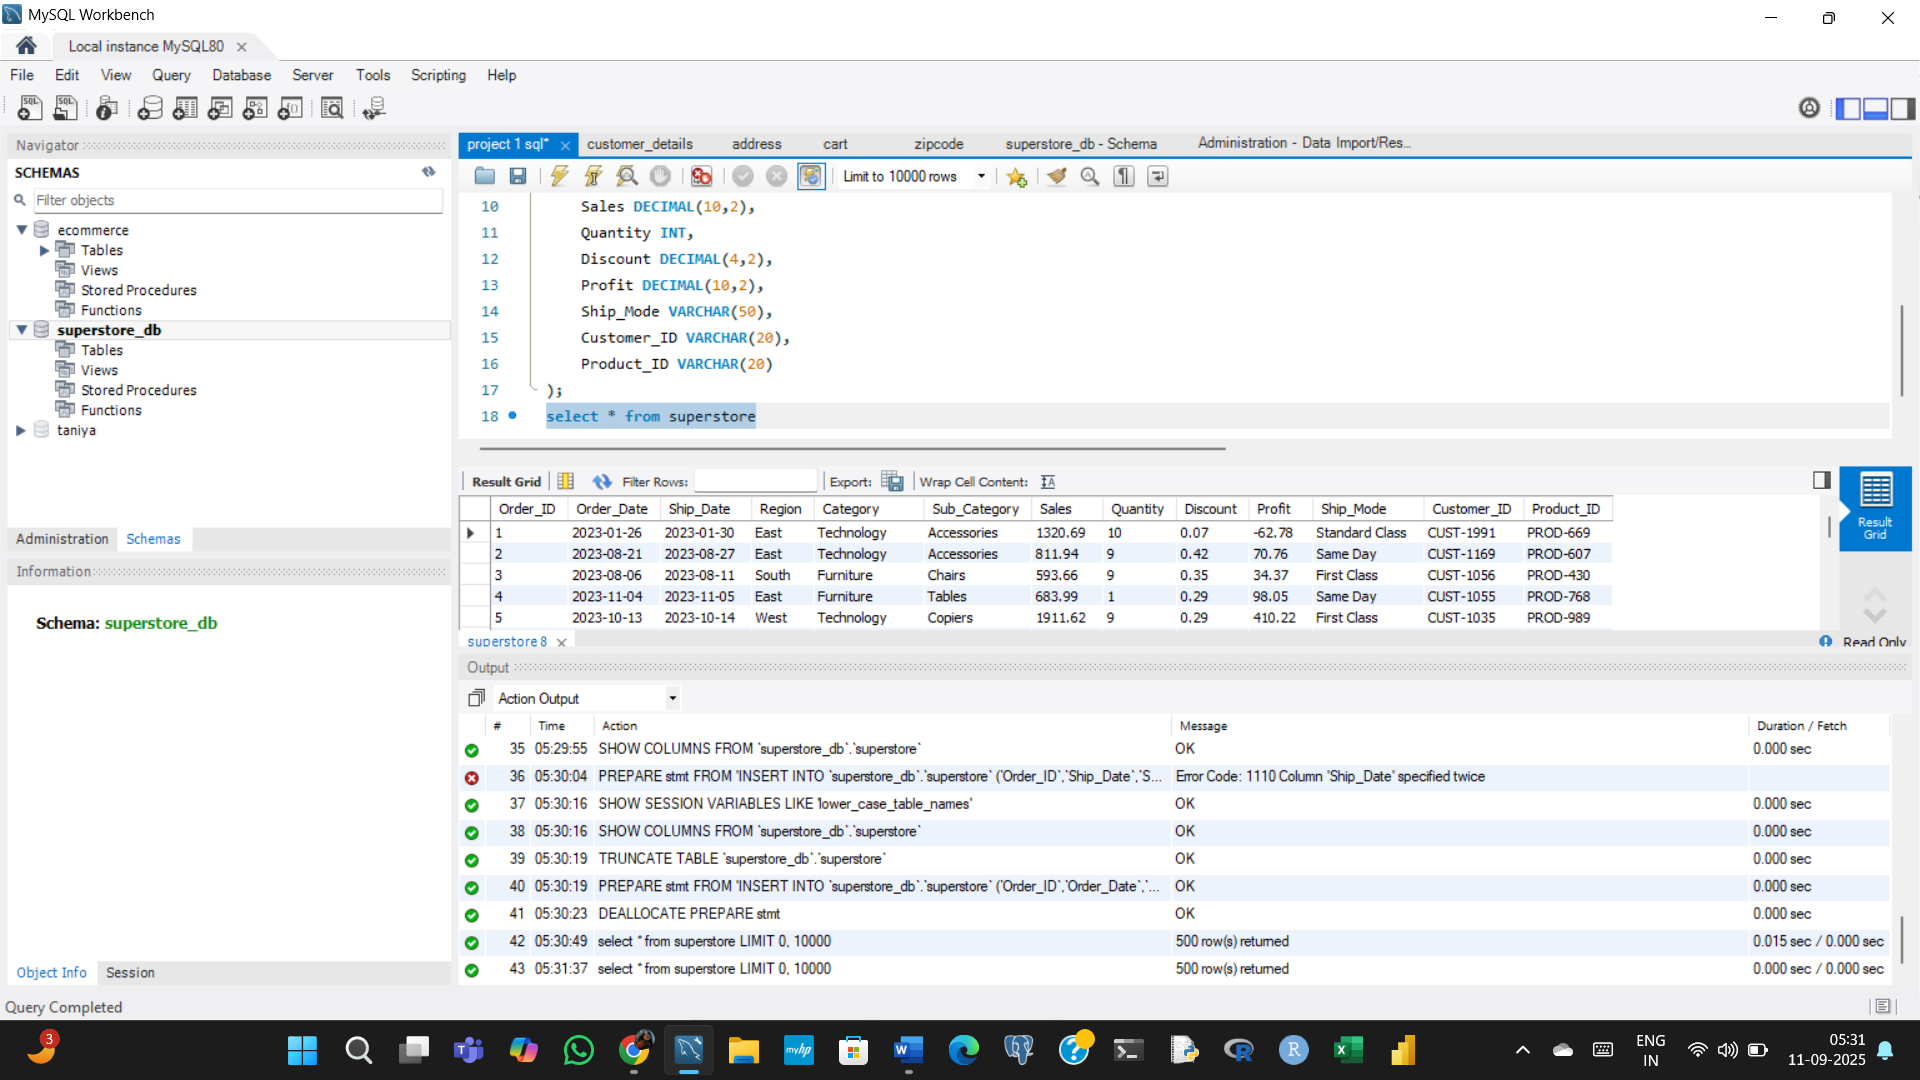 MySQL Workbench
Local instance MySQL80
File Edit View Query Database Server Tools Scripting Help
Navigator
SCHEMAS
Filter objects
ecommerce
Tables
Views
Stored Procedures
Functions
superstore_db
Tables
Views
Stored Procedures
Functions
taniya
Administration Schemas
Information
Schema: superstore_db
Object Info Session
project 1 sql* customer_details address cart zipcode superstore_db - Schema Administration - Data Import/Res...
Limit to 10000 rows
10 Sales DECIMAL(10,2),
11 Quantity INT,
12 Discount DECIMAL(4,2),
13 Profit DECIMAL(10,2),
14 Ship_Mode VARCHAR(50),
15 Customer_ID VARCHAR(20),
16 Product_ID VARCHAR(20)
17 );
18 select * from superstore
Result Grid Filter Rows: Export: Wrap Cell Content:
Order_ID Order_Date Ship_Date Region Category Sub_Category Sales Quantity Discount Profit Ship_Mode Customer_ID Product_ID
1 2023-01-26 2023-01-30 East Technology Accessories 1320.69 10 0.07 -62.78 Standard Class CUST-1991 PROD-669
2 2023-08-21 2023-08-27 East Technology Accessories 811.94 9 0.42 70.76 Same Day CUST-1169 PROD-607
3 2023-08-06 2023-08-11 South Furniture Chairs 593.66 9 0.35 34.37 First Class CUST-1056 PROD-430
4 2023-11-04 2023-11-05 East Furniture Tables 683.99 1 0.29 98.05 Same Day CUST-1055 PROD-768
5 2023-10-13 2023-10-14 West Technology Copiers 1911.62 9 0.29 410.22 First Class CUST-1035 PROD-989
Result
Grid
superstore 8 Read Only
Output
Action Output
# Time Action Message Duration / Fetch
35 05:29:55 SHOW COLUMNS FROM `superstore_db`.`superstore` OK 0.000 sec
36 05:30:04 PREPARE stmt FROM 'INSERT INTO `superstore_db`.`superstore` (`Order_ID`,`Ship_Date`,`S... Error Code: 1110 Column 'Ship_Date' specified twice
37 05:30:16 SHOW SESSION VARIABLES LIKE 'lower_case_table_names' OK 0.000 sec
38 05:30:16 SHOW COLUMNS FROM `superstore_db`.`superstore` OK 0.000 sec
39 05:30:19 TRUNCATE TABLE `superstore_db`.`superstore` OK 0.000 sec
40 05:30:19 PREPARE stmt FROM 'INSERT INTO `superstore_db`.`superstore` (`Order_ID`,`Order_Date`,`... OK 0.000 sec
41 05:30:23 DEALLOCATE PREPARE stmt OK 0.000 sec
42 05:30:49 select * from superstore LIMIT 0, 10000 500 row(s) returned 0.015 sec / 0.000 sec
43 05:31:37 select * from superstore LIMIT 0, 10000 500 row(s) returned 0.000 sec / 0.000 sec
Query Completed
3
myhp
ENG
IN
05:31
11-09-2025